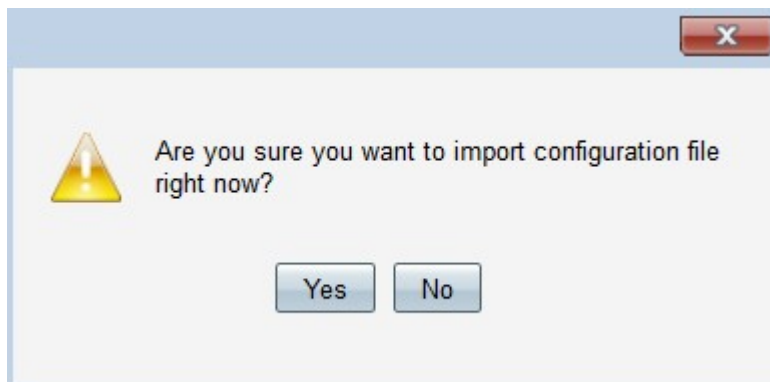 Are you sure you want to import configuration file
right now?
Yes No